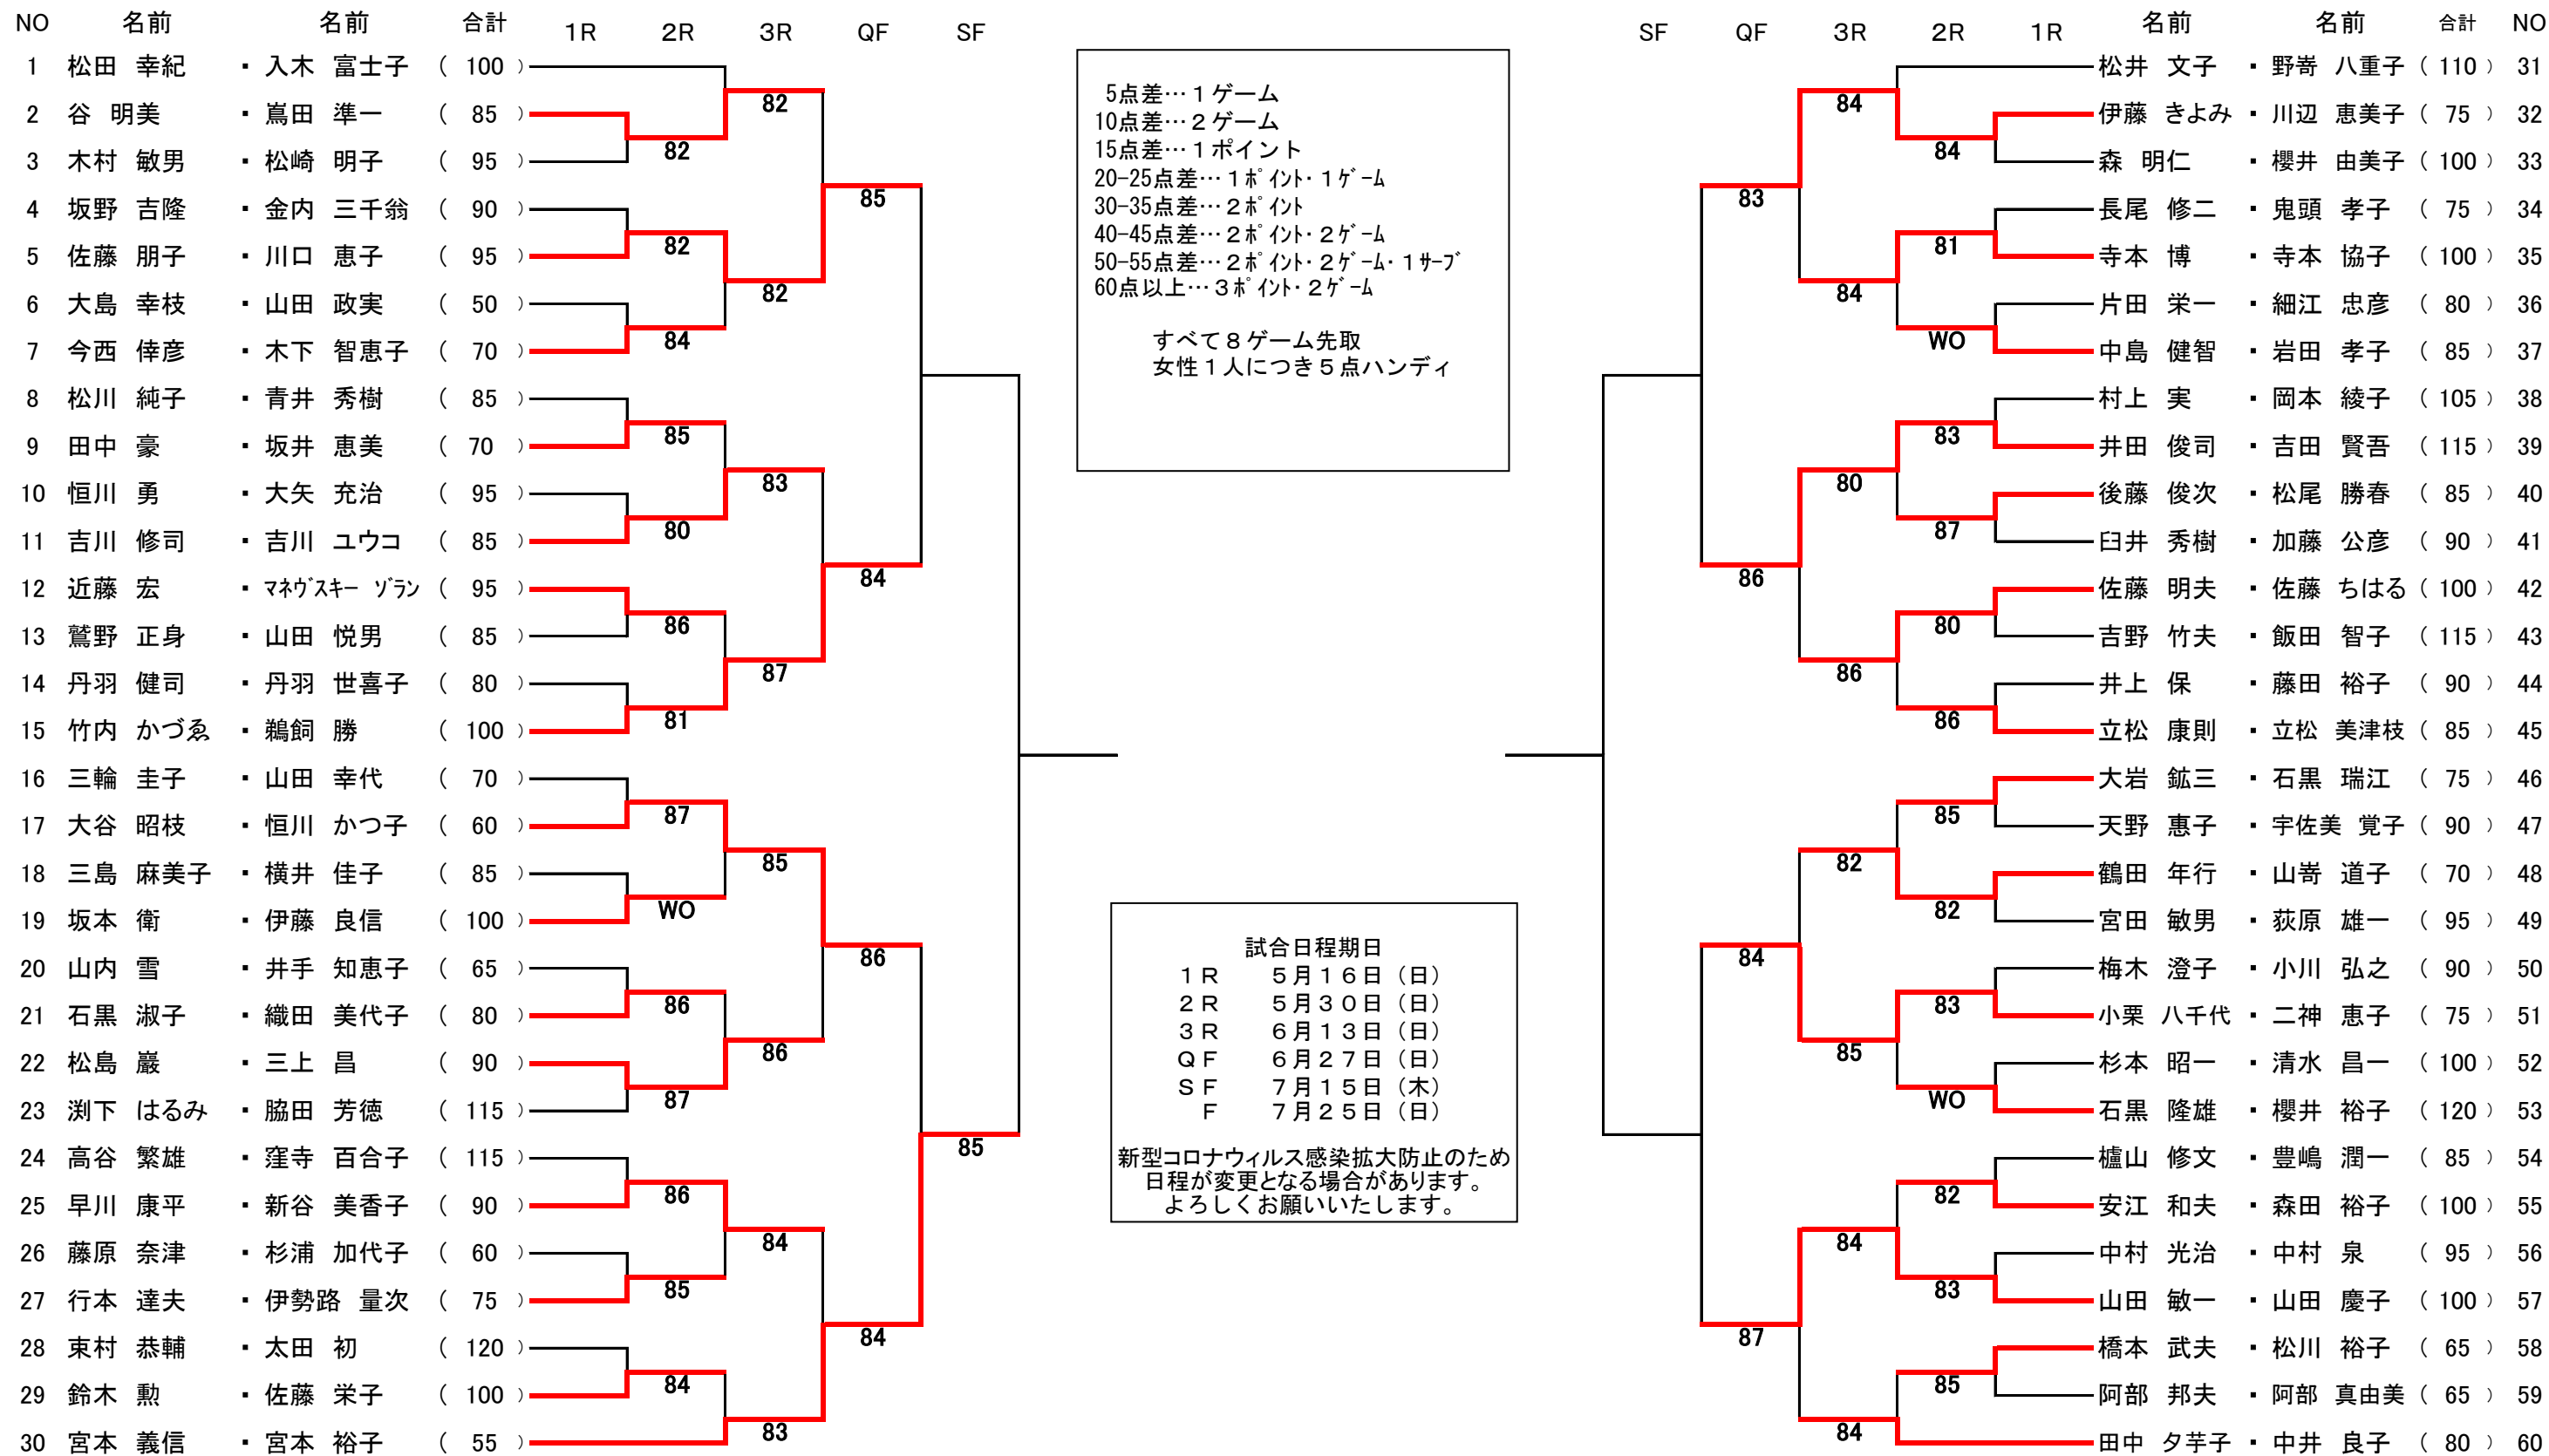 NO 名前 名前 合計 1R 2R 3R QF SF
1 松田 幸紀 ・ 入木 富士子 ( 100 )
2 谷 明美 ・ 嶌田 準一 ( 85 )
3 木村 敏男 ・ 松崎 明子 ( 95 )
4 坂野 吉隆 ・ 金内 三千翁 ( 90 )
5 佐藤 朋子 ・ 川口 恵子 ( 95 )
6 大島 幸枝 ・ 山田 政実 ( 50 )
7 今西 倖彦 ・ 木下 智恵子 ( 70 )
8 松川 純子 ・ 青井 秀樹 ( 85 )
9 田中 豪 ・ 坂井 恵美 ( 70 )
10 恒川 勇 ・ 大矢 充治 ( 95 )
11 吉川 修司 ・ 吉川 ユウコ ( 85 )
12 近藤 宏 ・ マネヴスキー ゾラン ( 95 )
13 鷲野 正身 ・ 山田 悦男 ( 85 )
14 丹羽 健司 ・ 丹羽 世喜子 ( 80 )
15 竹内 かづゑ ・ 鵜飼 勝 ( 100 )
16 三輪 圭子 ・ 山田 幸代 ( 70 )
17 大谷 昭枝 ・ 恒川 かつ子 ( 60 )
18 三島 麻美子 ・ 横井 佳子 ( 85 )
19 坂本 衛 ・ 伊藤 良信 ( 100 )
20 山内 雪 ・ 井手 知恵子 ( 65 )
21 石黒 淑子 ・ 織田 美代子 ( 80 )
22 松島 巌 ・ 三上 昌 ( 90 )
23 渕下 はるみ ・ 脇田 芳徳 ( 115 )
24 高谷 繁雄 ・ 窪寺 百合子 ( 115 )
25 早川 康平 ・ 新谷 美香子 ( 90 )
26 藤原 奈津 ・ 杉浦 加代子 ( 60 )
27 行本 達夫 ・ 伊勢路 量次 ( 75 )
28 東村 恭輔 ・ 太田 初 ( 120 )
29 鈴木 勲 ・ 佐藤 栄子 ( 100 )
30 宮本 義信 ・ 宮本 裕子 ( 55 )
82
82
84
85
80
86
81
87
WO
86
87
86
85
84
82
82
83
87
85
86
84
83
85
84
86
84
85
5点差…1ゲーム
10点差…2ゲーム
15点差…1ポイント
20-25点差…1ポイント・1ゲーム
30-35点差…2ポイント
40-45点差…2ポイント・2ゲーム
50-55点差…2ポイント・2ゲーム・1サーブ
60点以上…3ポイント・2ゲーム
すべて8ゲーム先取
女性1人につき5点ハンディ
試合日程期日
1R 5月16日(日)
2R 5月30日(日)
3R 6月13日(日)
QF 6月27日(日)
SF 7月15日(木)
F 7月25日(日)
新型コロナウィルス感染拡大防止のため
日程が変更となる場合があります。
よろしくお願いいたします。
SF QF 3R 2R 1R 名前 名前 合計 NO
松井 文子 ・ 野嵜 八重子 ( 110 ) 31
伊藤 きよみ ・ 川辺 恵美子 ( 75 ) 32
森 明仁 ・ 櫻井 由美子 ( 100 ) 33
長尾 修二 ・ 鬼頭 孝子 ( 75 ) 34
寺本 博 ・ 寺本 協子 ( 100 ) 35
片田 栄一 ・ 細江 忠彦 ( 80 ) 36
中島 健智 ・ 岩田 孝子 ( 85 ) 37
村上 実 ・ 岡本 綾子 ( 105 ) 38
井田 俊司 ・ 吉田 賢吾 ( 115 ) 39
後藤 俊次 ・ 松尾 勝春 ( 85 ) 40
臼井 秀樹 ・ 加藤 公彦 ( 90 ) 41
佐藤 明夫 ・ 佐藤 ちはる ( 100 ) 42
吉野 竹夫 ・ 飯田 智子 ( 115 ) 43
井上 保 ・ 藤田 裕子 ( 90 ) 44
立松 康則 ・ 立松 美津枝 ( 85 ) 45
大岩 鉱三 ・ 石黒 瑞江 ( 75 ) 46
天野 惠子 ・ 宇佐美 覚子 ( 90 ) 47
鶴田 年行 ・ 山嵜 道子 ( 70 ) 48
宮田 敏男 ・ 荻原 雄一 ( 95 ) 49
梅木 澄子 ・ 小川 弘之 ( 90 ) 50
小栗 八千代 ・ 二神 恵子 ( 75 ) 51
杉本 昭一 ・ 清水 昌一 ( 100 ) 52
石黒 隆雄 ・ 櫻井 裕子 ( 120 ) 53
櫨山 修文 ・ 豊嶋 潤一 ( 85 ) 54
安江 和夫 ・ 森田 裕子 ( 100 ) 55
中村 光治 ・ 中村 泉 ( 95 ) 56
山田 敏一 ・ 山田 慶子 ( 100 ) 57
橋本 武夫 ・ 松川 裕子 ( 65 ) 58
阿部 邦夫 ・ 阿部 真由美 ( 65 ) 59
田中 夕芋子 ・ 中井 良子 ( 80 ) 60
84
81
WO
83
87
80
86
85
82
83
WO
82
83
85
84
84
80
86
82
85
84
84
83
86
84
87